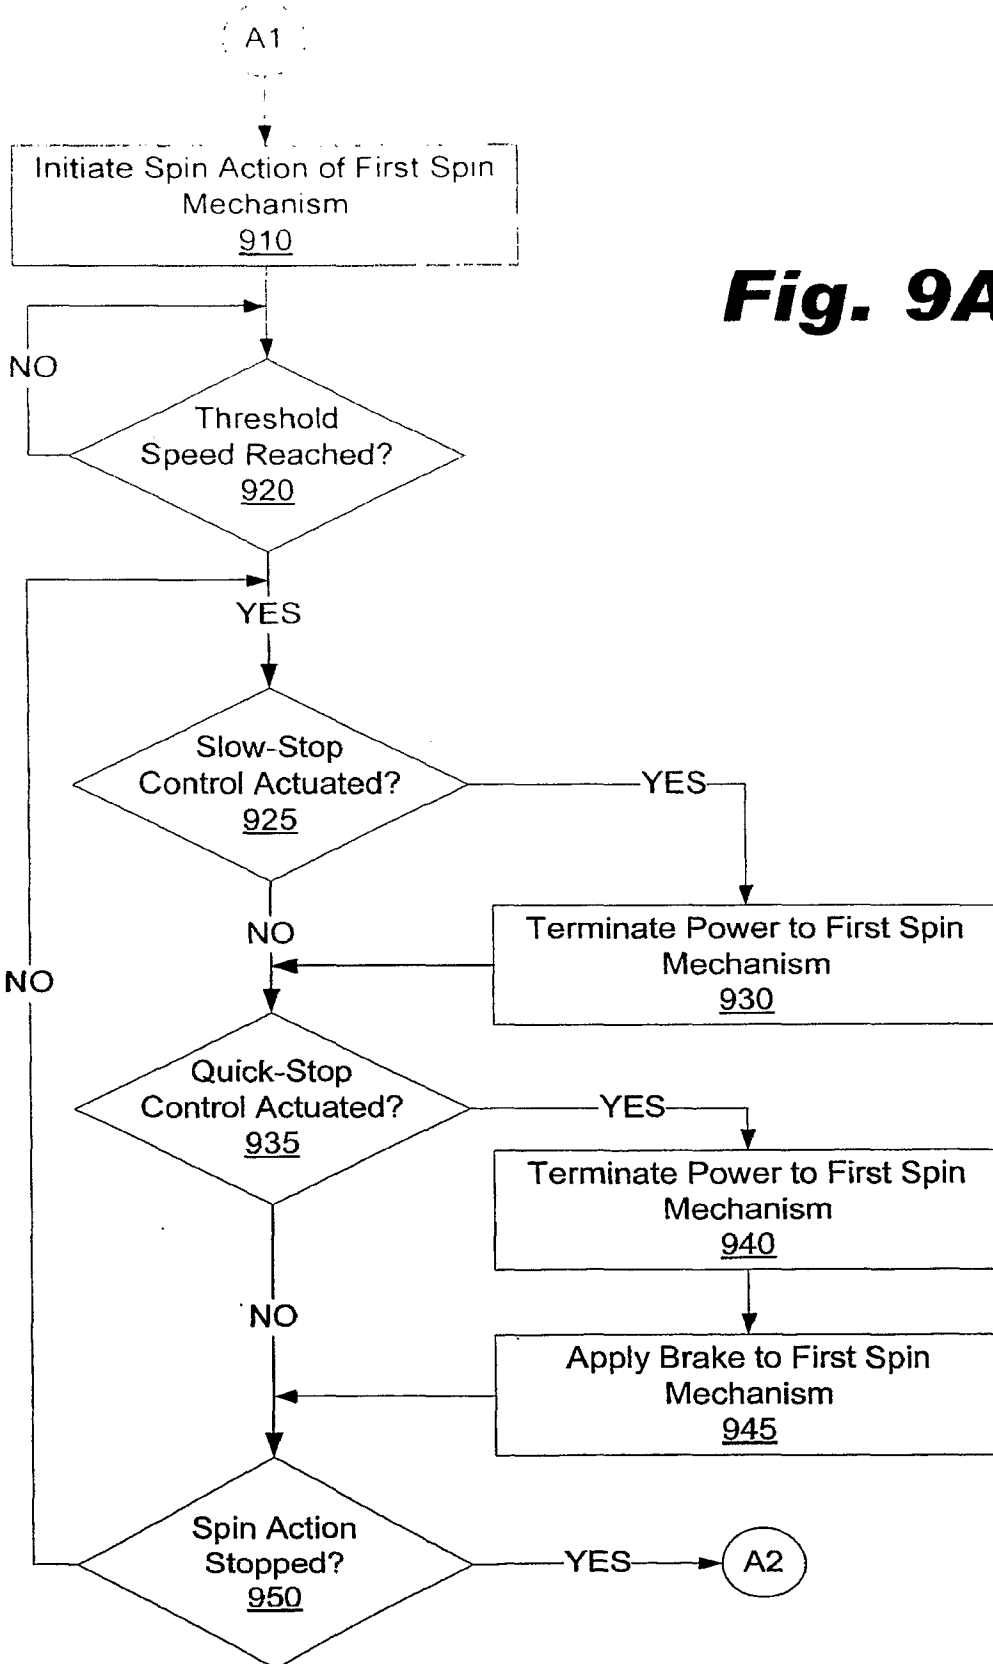 A1
Initiate Spin Action of First Spin
Mechanism
910
Fig. 9A
NO
Threshold
Speed Reached?
920
YES
Slow-Stop
Control Actuated?
925
YES
NO
Terminate Power to First Spin
Mechanism
930
NO
Quick-Stop
Control Actuated?
935
YES
Terminate Power to First Spin
Mechanism
940
NO
Apply Brake to First Spin
Mechanism
945
Spin Action
Stopped?
950
YES
A2